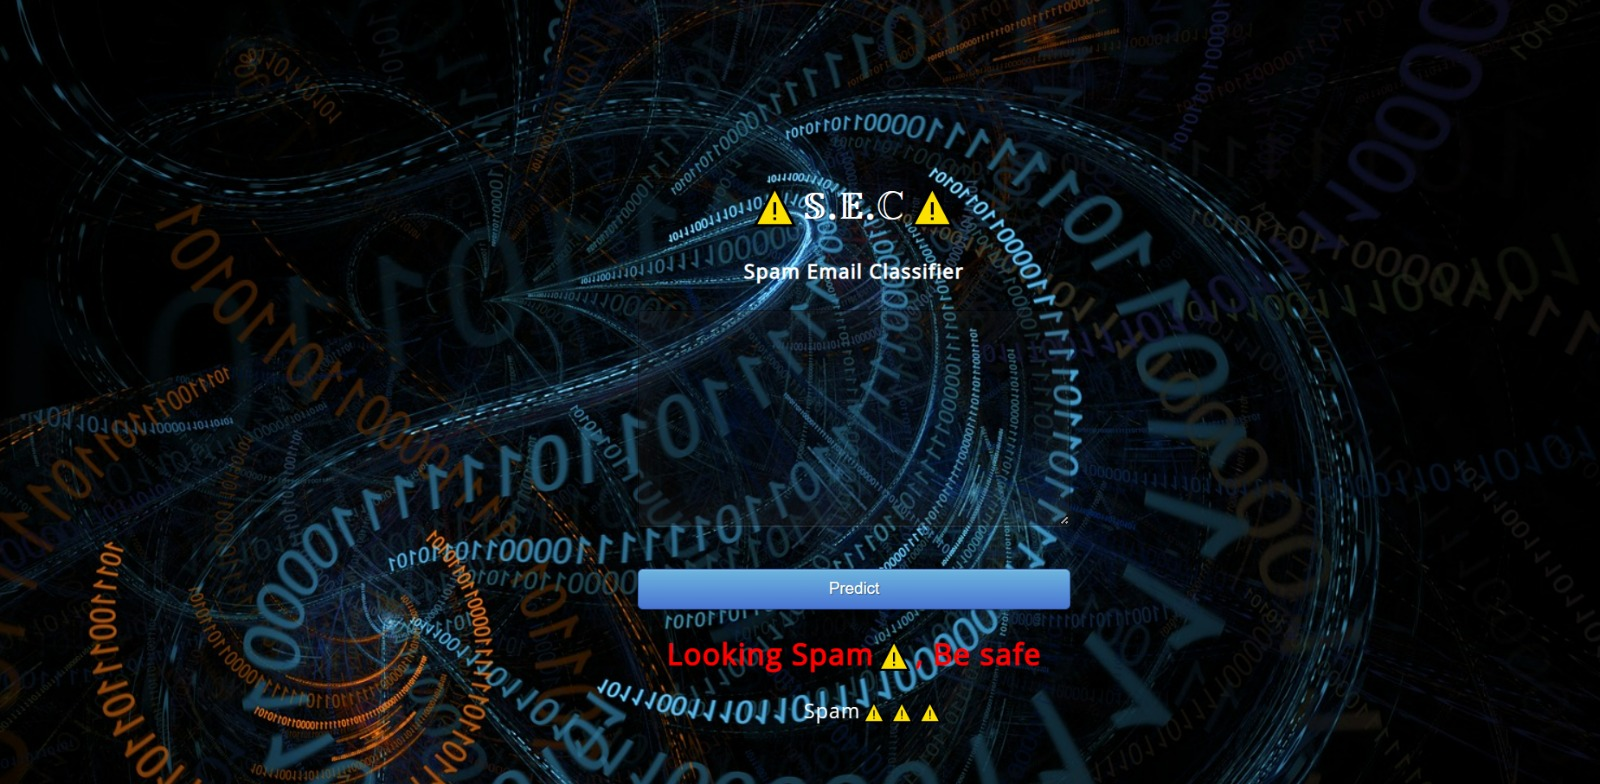 ⚠ 𝕊.𝔼.ℂ ⚠
Spam Email Classifier
Predict
Looking Spam ⚠ , Be safe
Spam ⚠ ⚠ ⚠